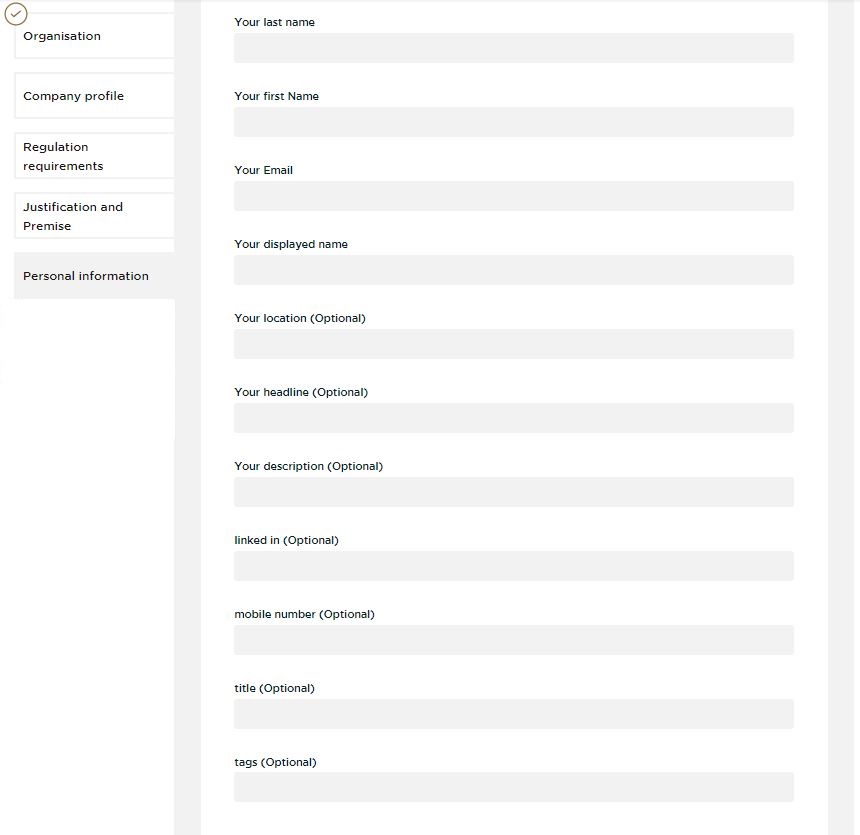 Organisation
Company profile
Regulation
requirements
Justification and
Premise
Personal information
Your last name
Your first Name
Your Email
Your displayed name
Your location (Optional)
Your headline (Optional)
Your description (Optional)
linked in (Optional)
mobile number (Optional)
title (Optional)
tags (Optional)